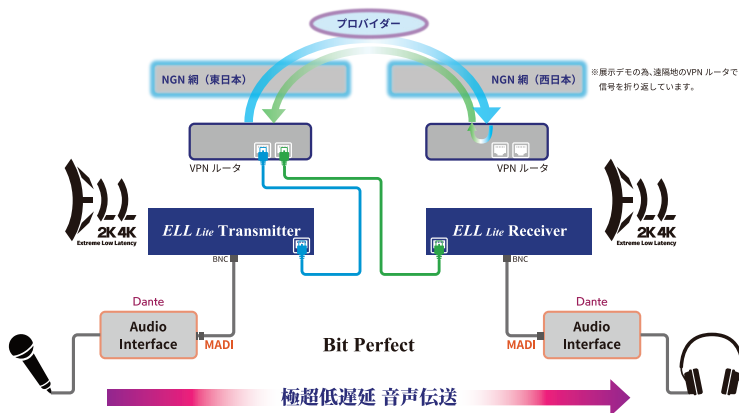 プロバイダー
NGN 網（東日本）
NGN 網（西日本）
※展示デモの為、遠隔地のVPN ルータで
信号を折り返しています。
VPN ルータ
VPN ルータ
ELL
2K 4K
Extreme Low Latency
ELL Lite Transmitter
ELL Lite Receiver
ELL
2K 4K
Extreme Low Latency
BNC
BNC
Dante
Audio
Interface
MADI
Bit Perfect
MADI
Dante
Audio
Interface
極超低遅延 音声伝送